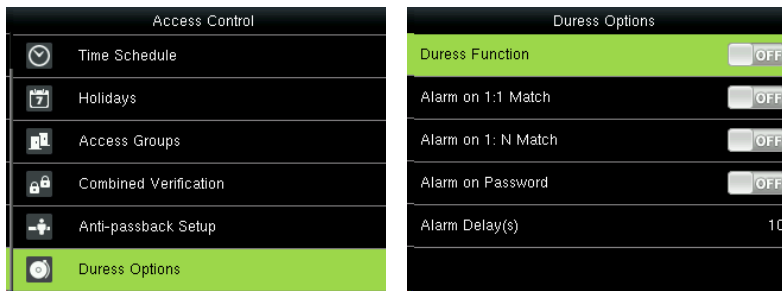 Access Control
Time Schedule
7
Holidays
Access Groups
Combined Verification
Anti-passback Setup
Duress Options
Duress Options
Duress Function OFF
Alarm on 1:1 Match OFF
Alarm on 1: N Match OFF
Alarm on Password OFF
Alarm Delay(s) 10